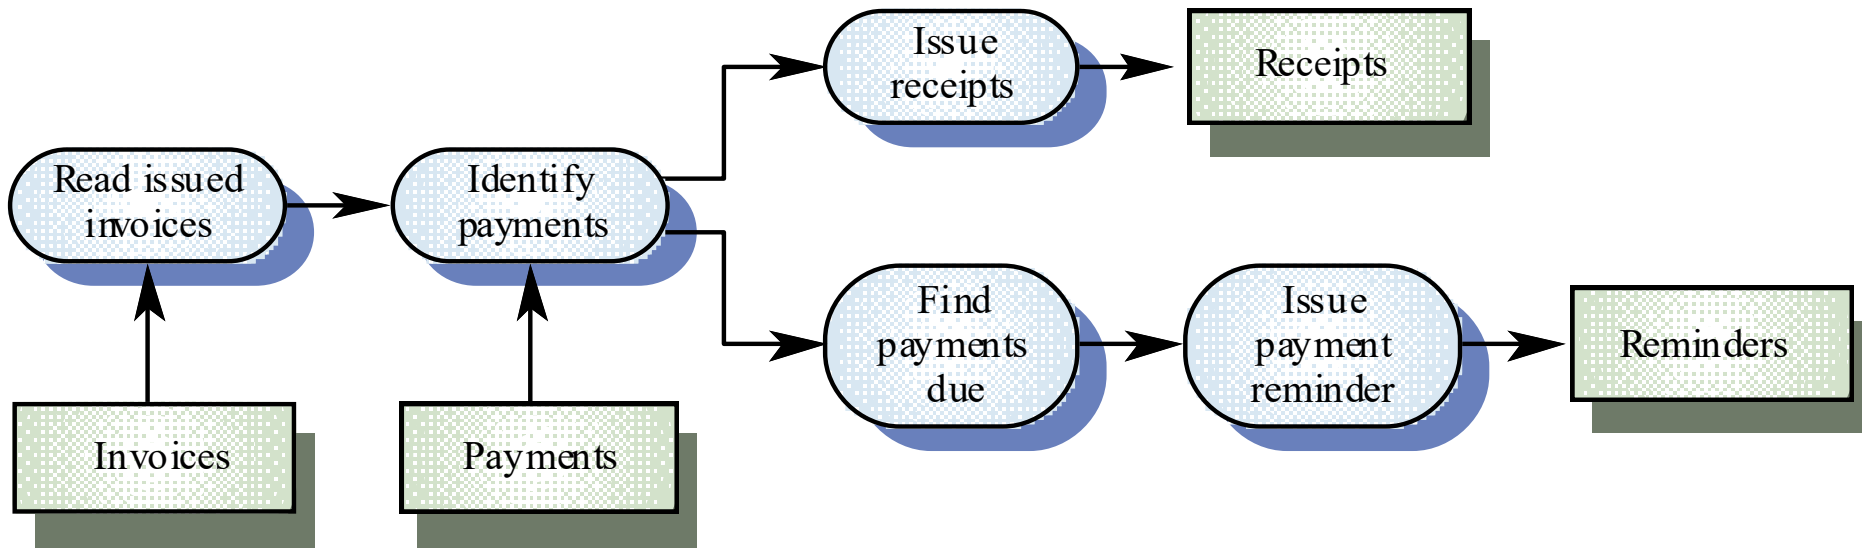 Issue
receipts
Receipts
Read issued
invoices
Identify
payments
Find
payments
due
Issue
payment
reminder
Reminders
Invoices
Payments